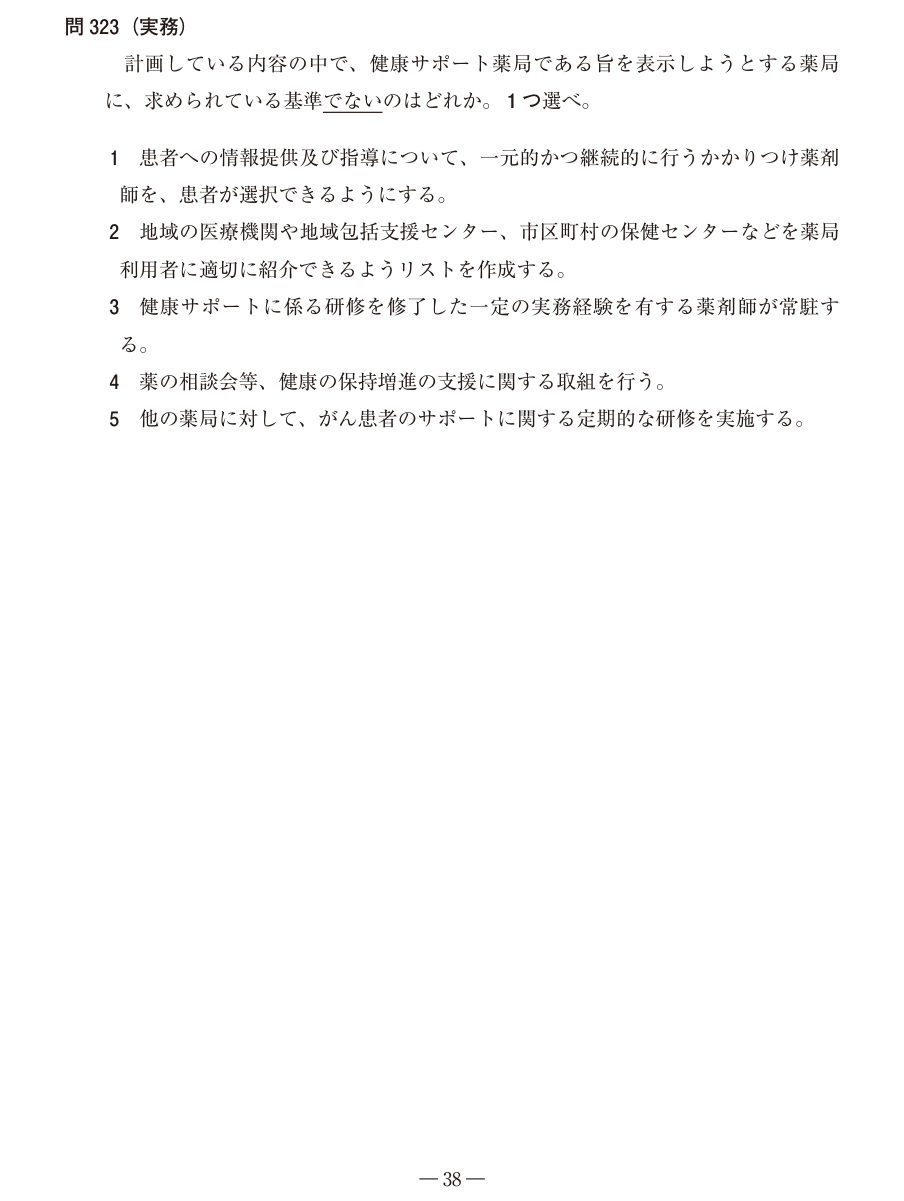 問 323（実務）
計画している内容の中で、健康サポート薬局である旨を表示しようとする薬局
に、求められている基準でないのはどれか。1つ選べ。
1　患者への情報提供及び指導について、一元的かつ継続的に行うかかりつけ薬剤
師を、患者が選択できるようにする。
2　地域の医療機関や地域包括支援センター、市区町村の保健センターなどを薬局
利用者に適切に紹介できるようリストを作成する。
3　健康サポートに係る研修を修了した一定の実務経験を有する薬剤師が常駐す
る。
4　薬の相談会等、健康の保持増進の支援に関する取組を行う。
5　他の薬局に対して、がん患者のサポートに関する定期的な研修を実施する。
― 38 ―